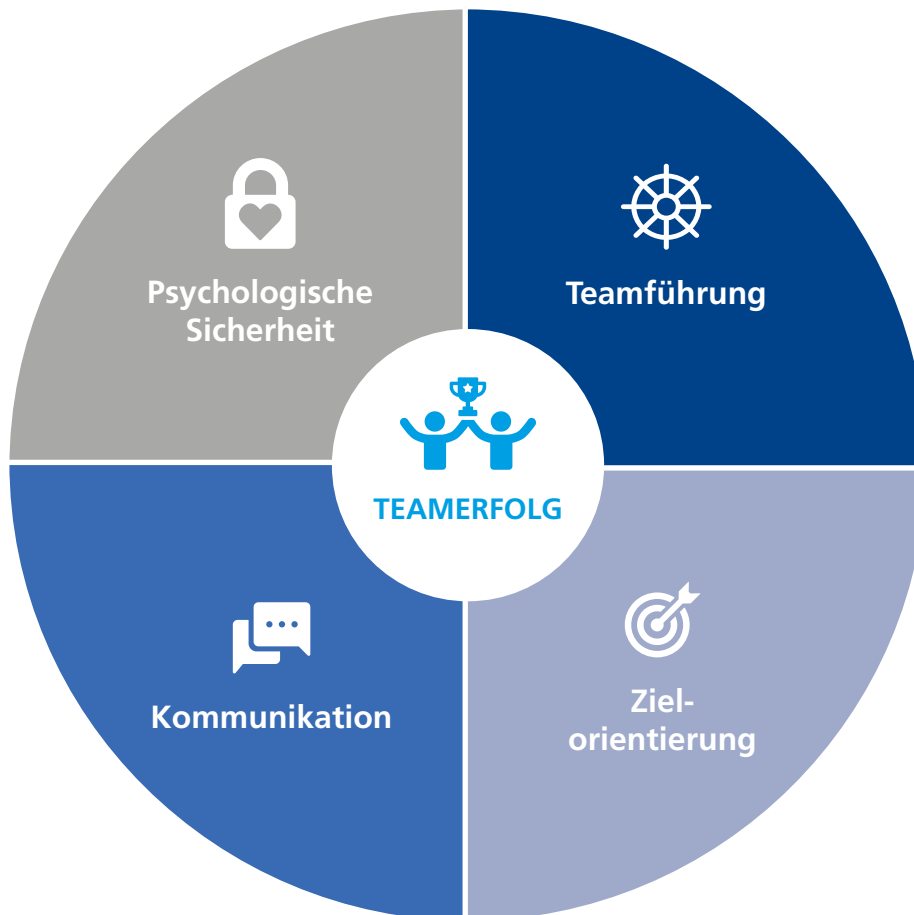 Psychologische
Sicherheit
Teamführung
TEAMERFOLG
Kommunikation
Ziel-
orientierung